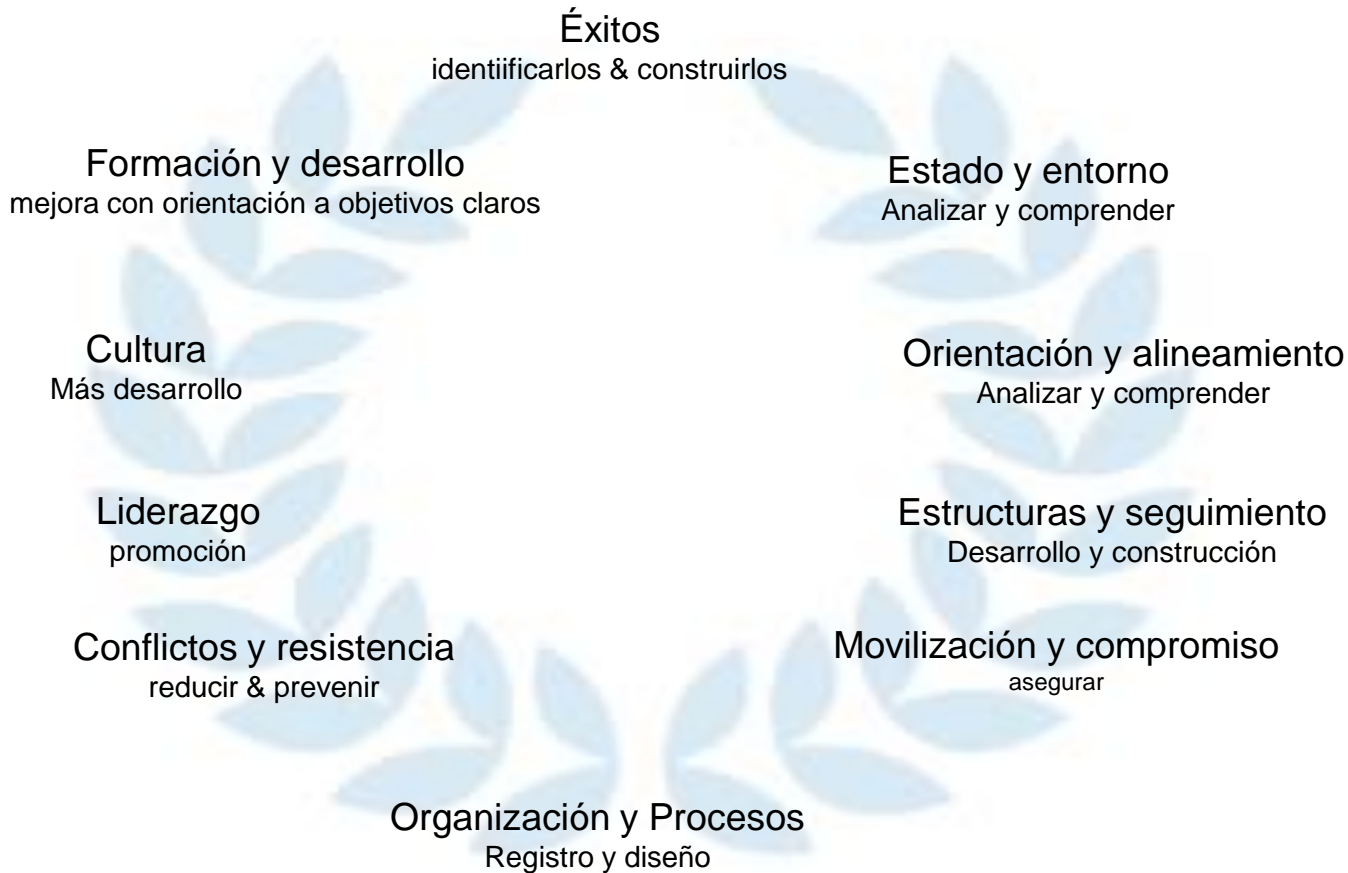 Éxitos
identiificarlos & construirlos
Formación y desarrollo
mejora con orientación a objetivos claros
Estado y entorno
Analizar y comprender
Cultura
Más desarrollo
Orientación y alineamiento
Analizar y comprender
Liderazgo
promoción
Estructuras y seguimiento
Desarrollo y construcción
Conflictos y resistencia
reducir & prevenir
Movilización y compromiso
asegurar
Organización y Procesos
Registro y diseño